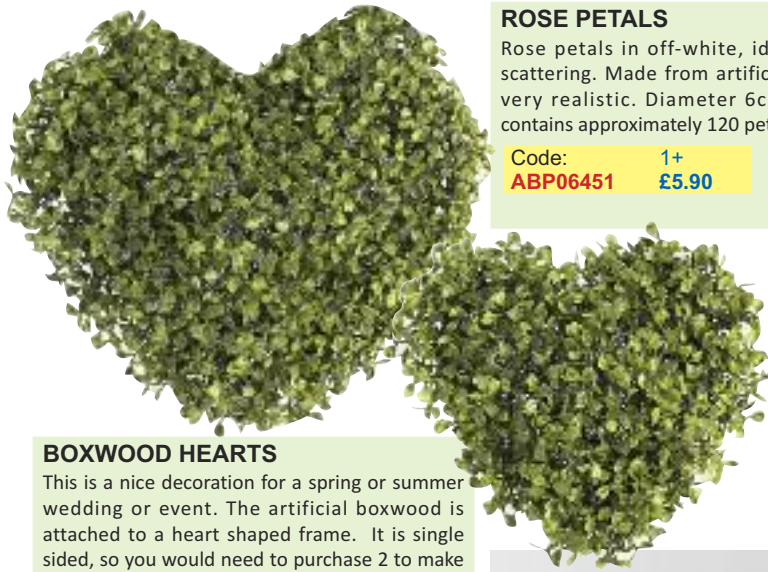 ROSE PETALS
Rose petals in off-white, id
scattering. Made from artific
very realistic. Diameter 6c
contains approximately 120 pet
Code: 1+
ABP06451 £5.90
BOXWOOD HEARTS
This is a nice decoration for a spring or summer
wedding or event. The artificial boxwood is
attached to a heart shaped frame. It is single
sided, so you would need to purchase 2 to make